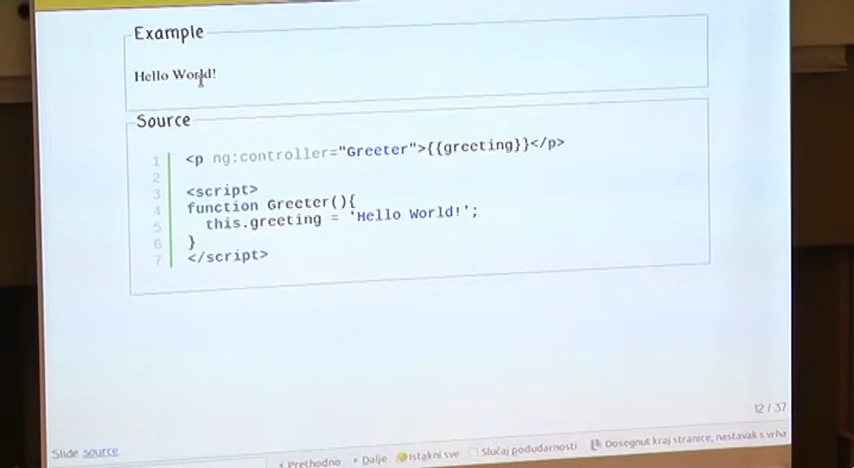 Example
Hello World!
Source
1 <p ng:controller="Greeter">{{greeting}}</p>
2
3 <script>
4 function Greeter(){
5 this.greeting = 'Hello World!';
6 }
7 </script>
12 / 37
Slide source
Prethodno Dalje Istakni sve Slučaj podudarnosti Dosegnut kraj stranice, nastavak s vrha